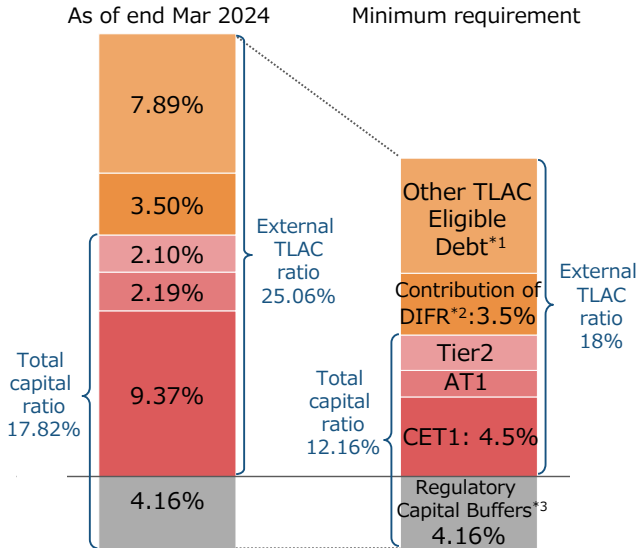 As of end Mar 2024
7.89%
3.50%
2.10%
2.19%
9.37%
4.16%
External
TLAC
ratio
25.06%
Total
capital
ratio
17.82%
Minimum requirement
Other TLAC
Eligible
Debt*1
Contribution of
DIFR*2:3.5%
Tier2
AT1
CET1: 4.5%
Regulatory
Capital Buffers*3
4.16%
External
TLAC
ratio
18%
Total
capital
ratio
12.16%